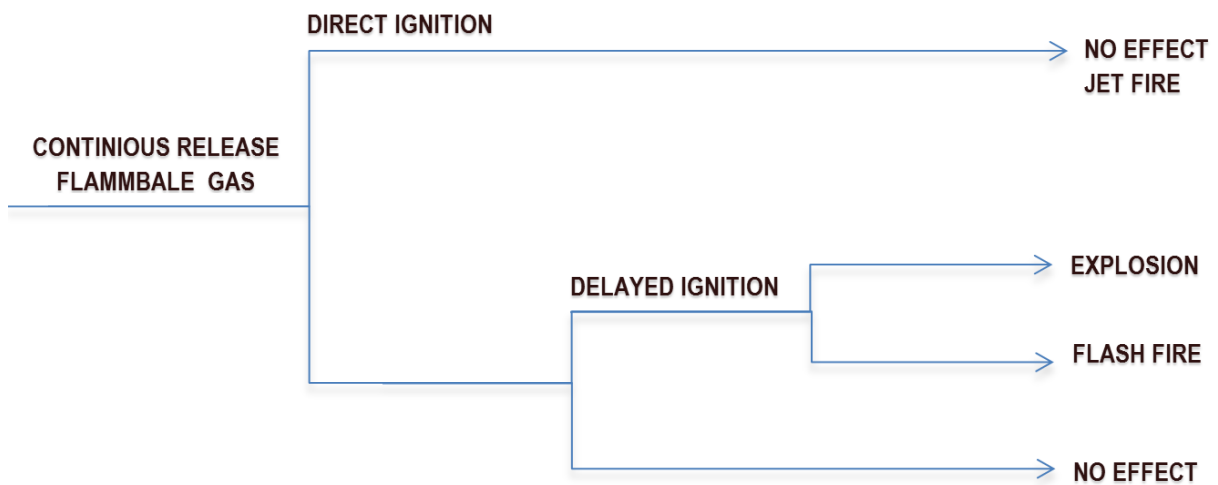 DIRECT IGNITION
NO EFFECT
JET FIRE
CONTINIOUS RELEASE
FLAMMBALE GAS
EXPLOSION
DELAYED IGNITION
FLASH FIRE
NO EFFECT